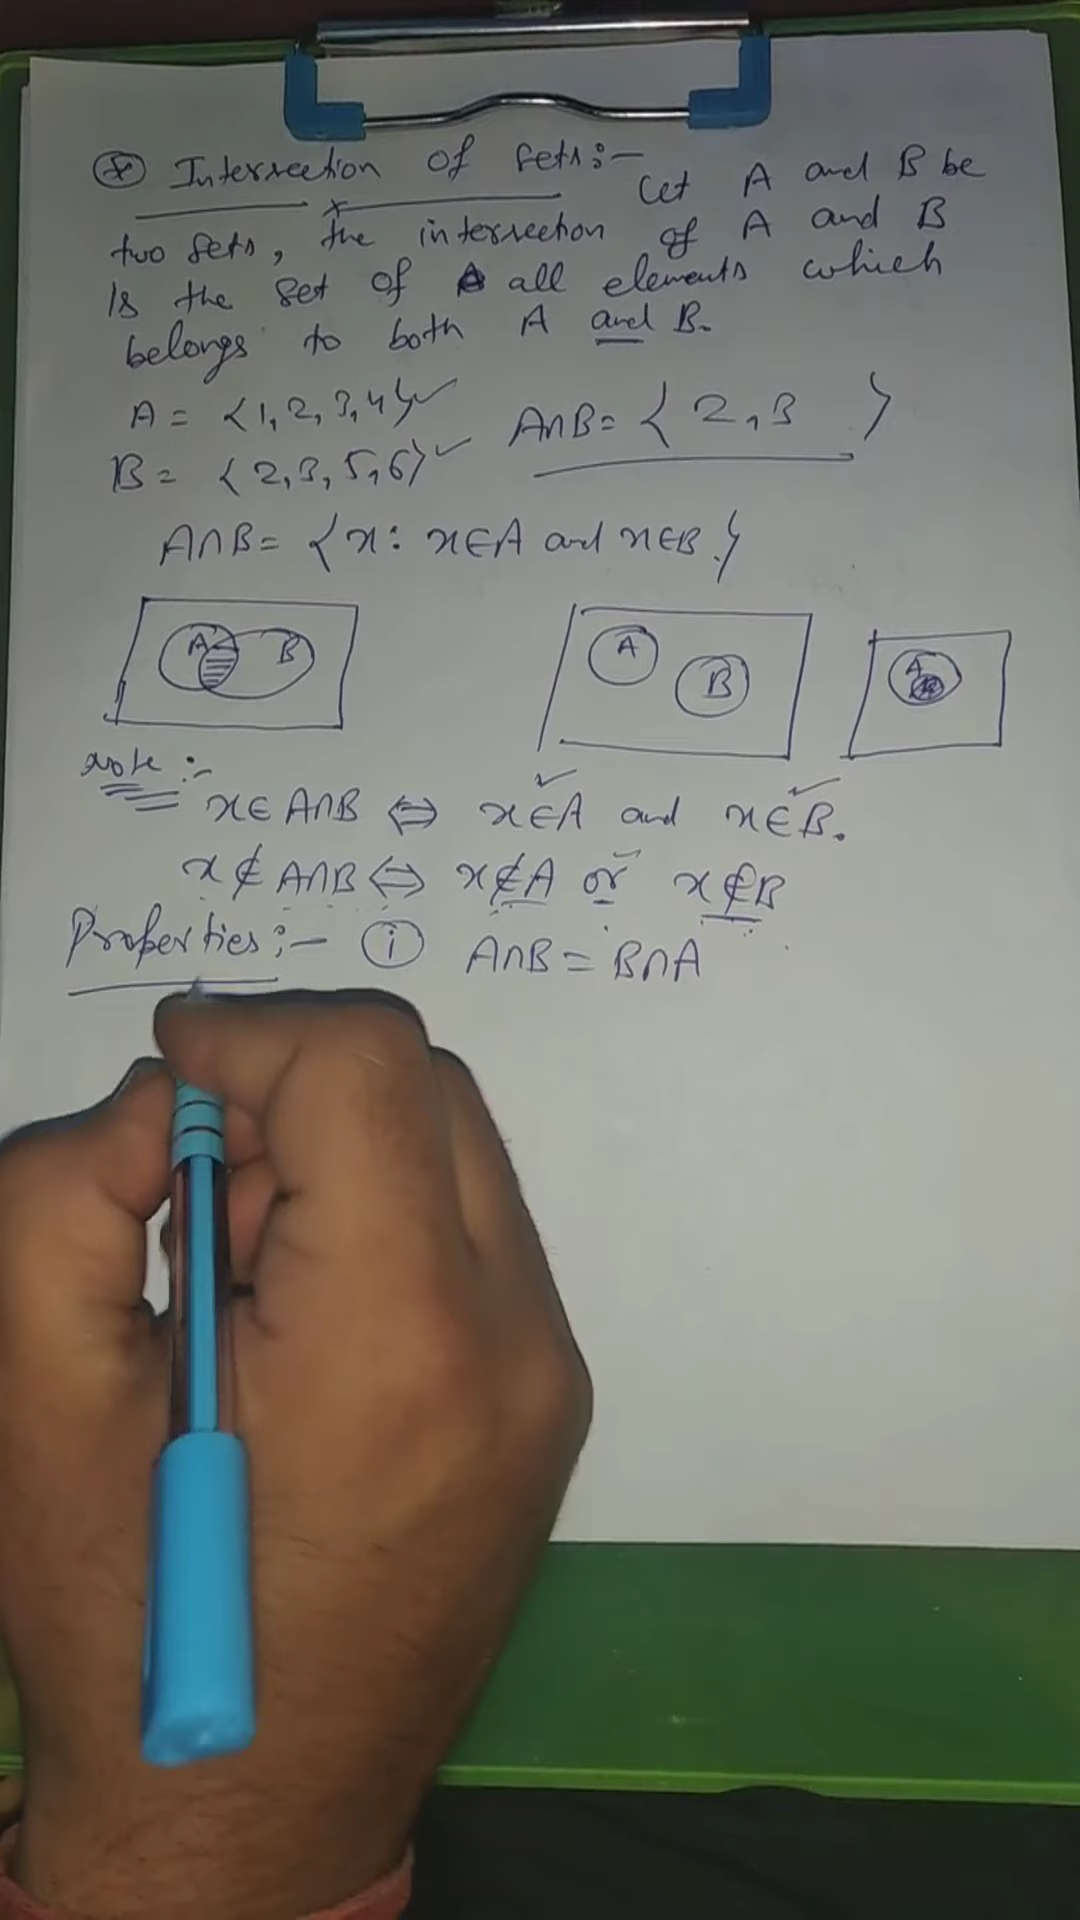 ⊛ Intersection of sets:- Let A and B be
two sets, the intersection of A and B
is the set of all elements which
belongs to both A and B.
A = {1, 2, 3, 4} ✓ A∩B = { 2, 3 }
B = {2, 3, 5, 6} ✓
A∩B = {x : x∈A and x∈B.}
A B A B A
note :-
x∈A∩B ⇔ x∈A and x∈B.
x∉A∩B ⇔ x∉A or x∉B
Properties:- (i) A∩B = B∩A